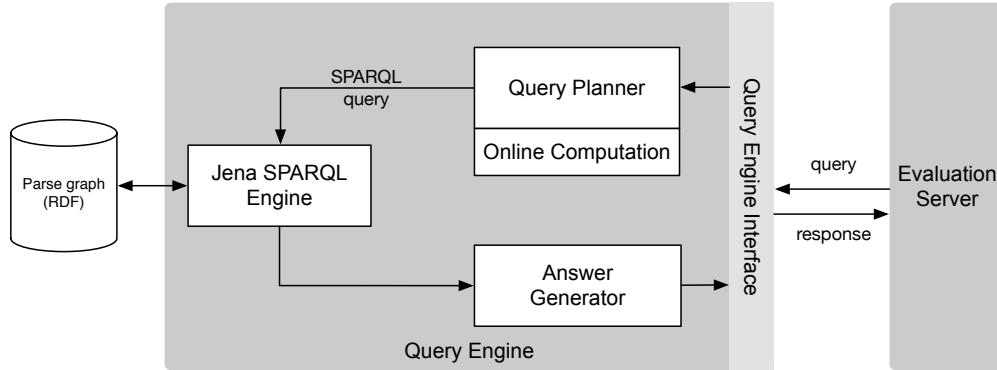 Parse graph
(RDF)
SPARQL
query
Jena SPARQL
Engine
Query Planner
Online Computation
Answer
Generator
Query Engine
Query Engine Interface
query
response
Evaluation
Server